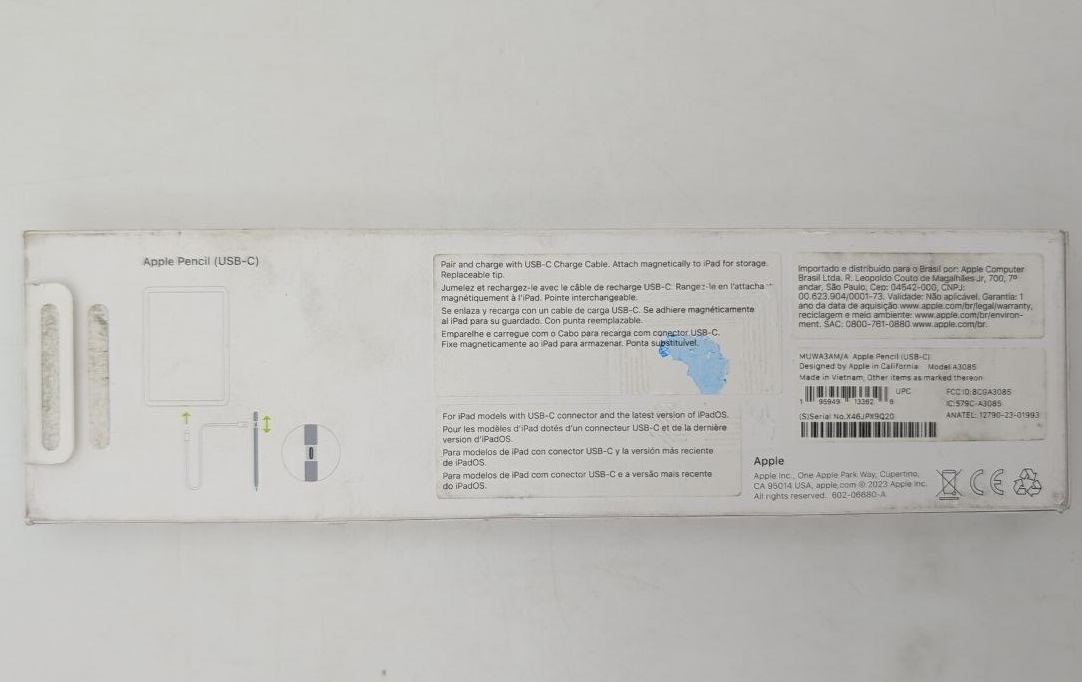 Apple Pencil (USB-C)
Pair and charge with USB-C Charge Cable. Attach magnetically to iPad for storage.
Replaceable tip.
Jumelez et rechargez-le avec le câble de recharge USB-C. Rangez-le en l'attacha
magnétiquement à l'iPad. Pointe interchangeable.
Se enlaza y recarga con un cable de carga USB-C. Se adhiere magnéticamente
al iPad para su guardado. Con punta reemplazable.
Emparelhe e carregue com o Cabo para recarga com conector USB-C.
Fixe magneticamente ao iPad para armazenar. Ponta substituível.
For iPad models with USB-C connector and the latest version of iPadOS.
Pour les modèles d'iPad dotés d'un connecteur USB-C et de la dernière
version d'iPadOS.
Para modelos de iPad con conector USB-C y la versión más reciente
de iPadOS.
Para modelos de iPad com conector USB-C e a versão mais recente
do iPadOS.
Importado e distribuído para o Brasil por: Apple Computer
Brasil Ltda. R. Leopoldo Couto de Magalhães Jr, 700, 7º
andar, São Paulo, Cep: 04542-000, CNPJ:
00.623.904/0001-73. Validade: Não aplicável. Garantia: 1
ano da data de aquisição www.apple.com/br/legal/warranty,
reciclagem e meio ambiente: www.apple.com/br/environ-
ment. SAC: 0800-761-0880 www.apple.com/br.
MUWA3AM/A Apple Pencil (USB-C)
Designed by Apple in California Model A3085
Made in Vietnam, Other items as marked thereon
UPC
1 95949 13362 6
FCC ID:BCGA3085
IC:579C-A3085
(S)Serial No. X46JPX9Q20
ANATEL: 12790-23-01993
Apple
Apple Inc., One Apple Park Way, Cupertino,
CA 95014 USA. apple.com © 2023 Apple Inc.
All rights reserved. 602-06680-A
CE